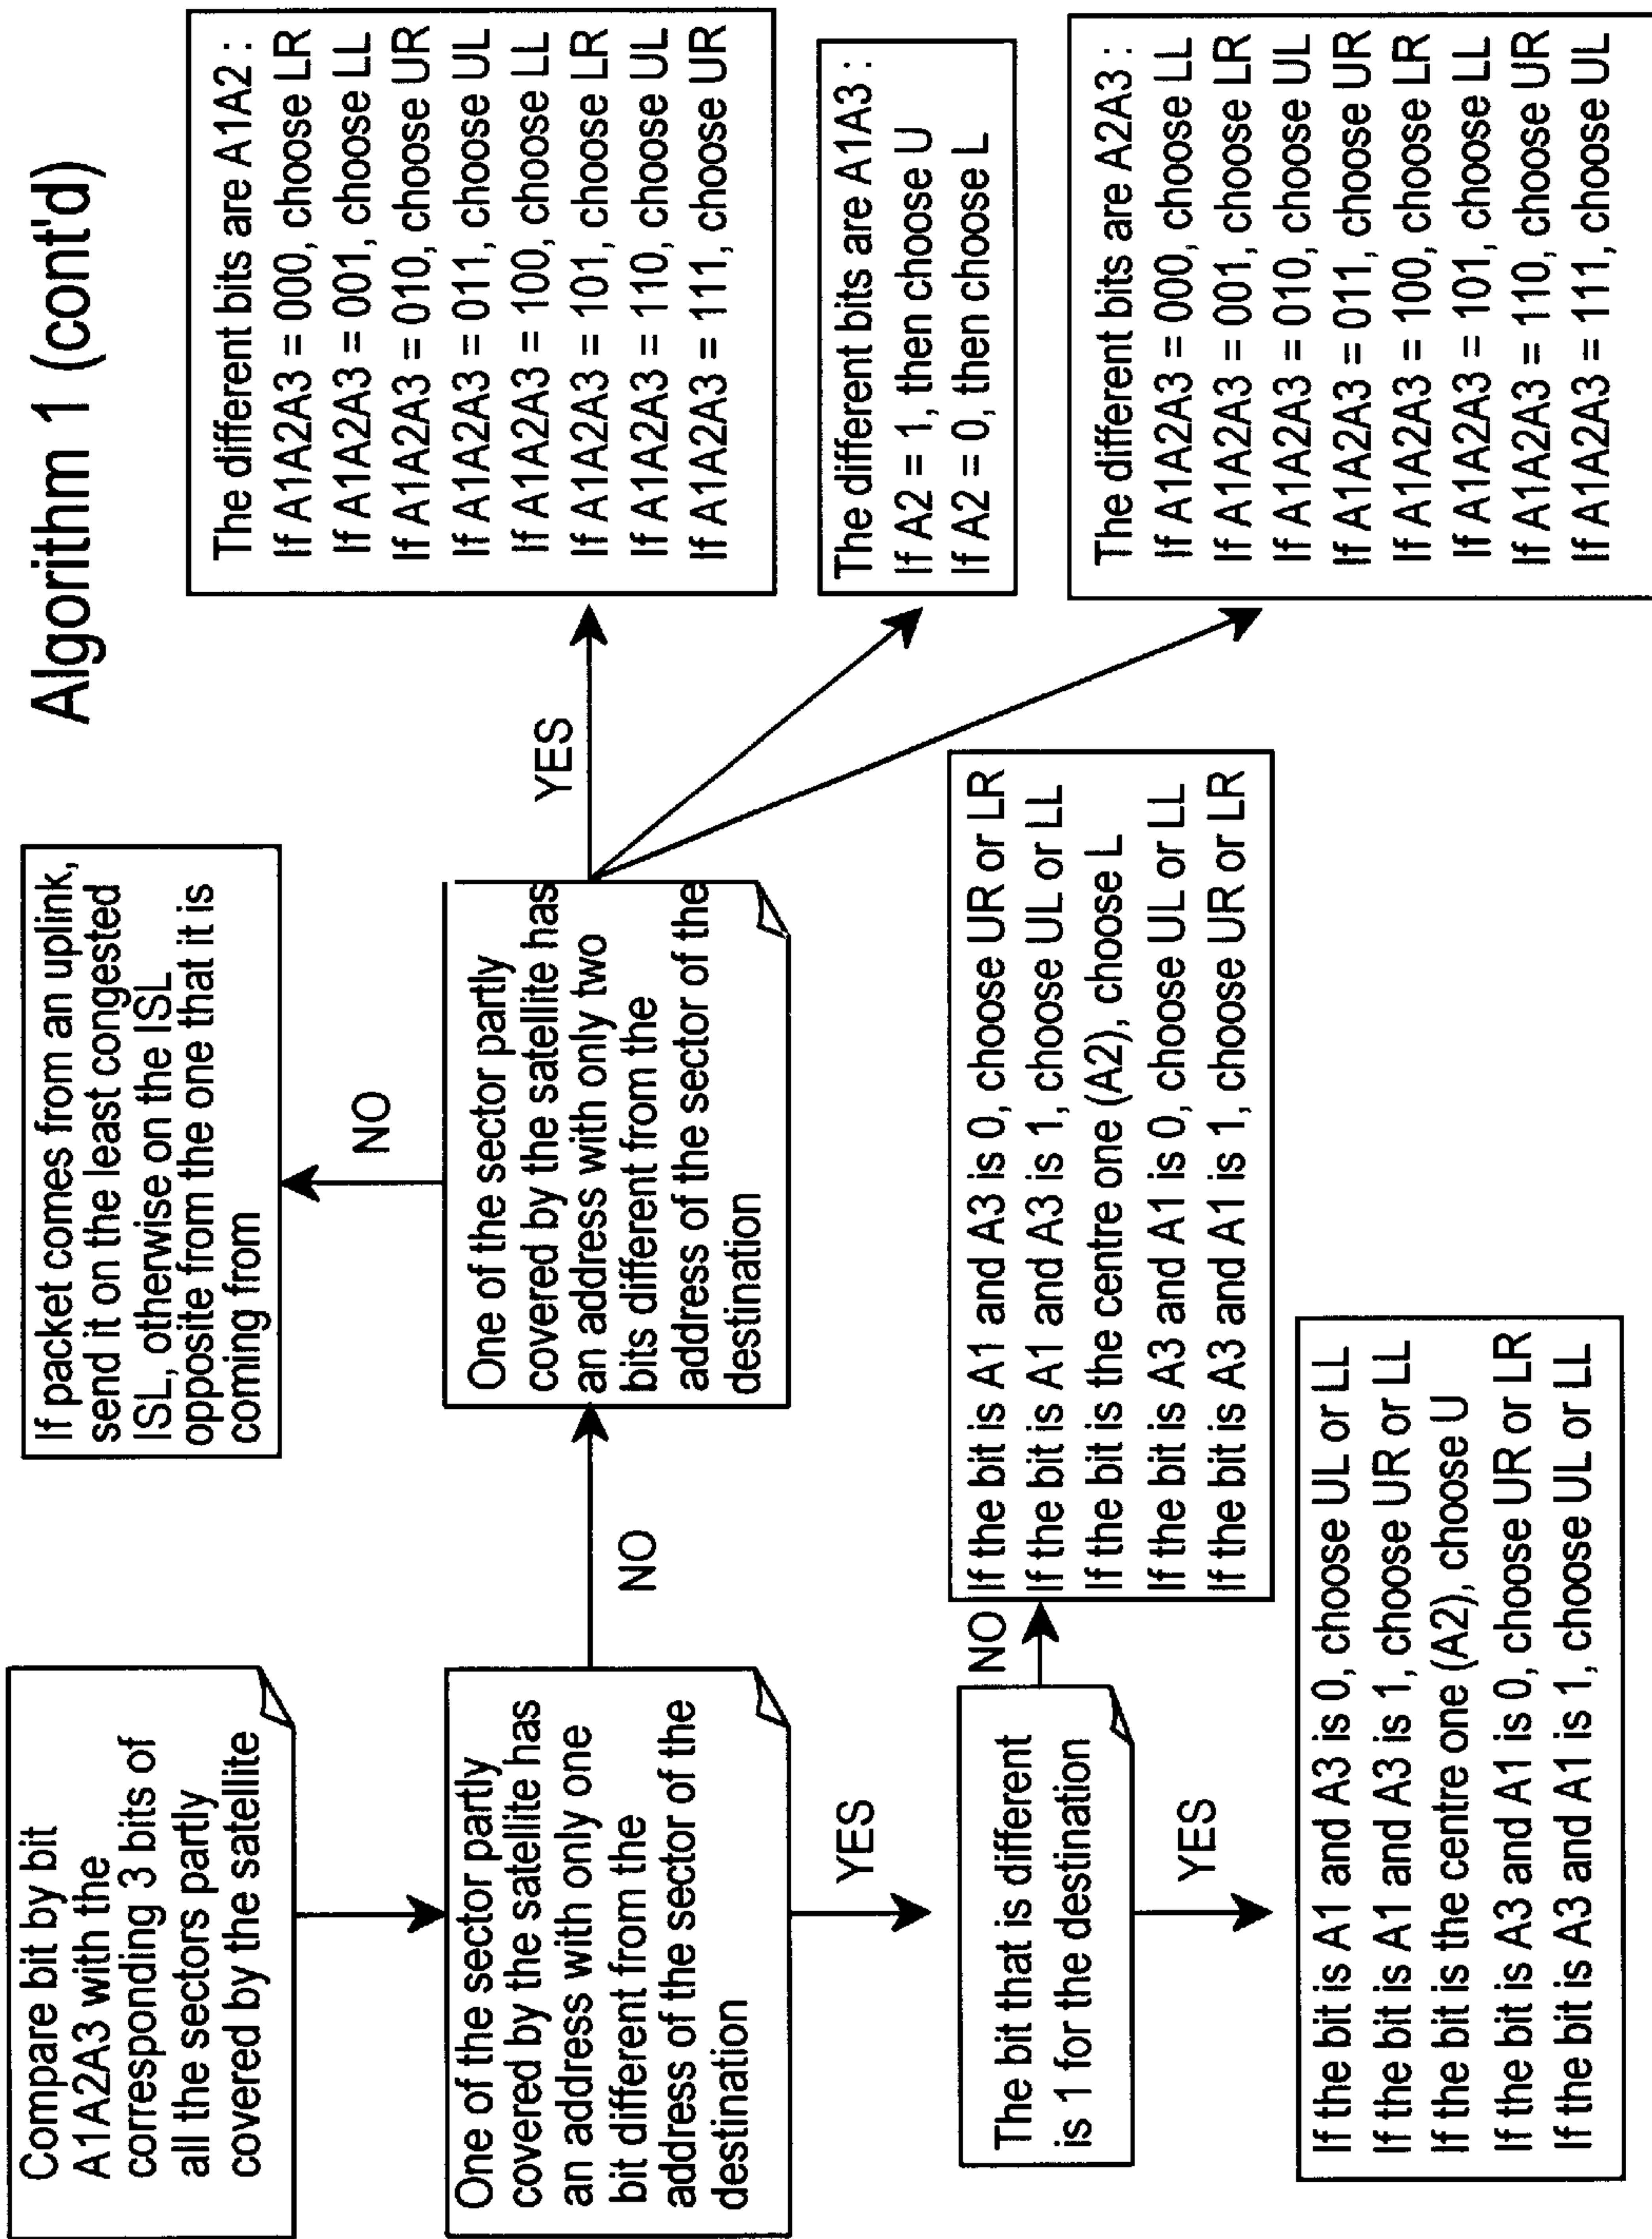 Algorithm 1 (cont'd)
Compare bit by bit
A1A2A3 with the
corresponding 3 bits of
all the sectors partly
covered by the satellite
One of the sector partly
covered by the satellite has
an address with only one
bit different from the
address of the sector of the
destination
NO
YES
One of the sector partly
covered by the satellite has
an address with only two
bits different from the
address of the sector of the
destination
NO
If packet comes from an uplink,
send it on the least congested
ISL, otherwise on the ISL
opposite from the one that it is
coming from
YES
The different bits are A1A2 :
If A1A2A3 = 000, choose LR
If A1A2A3 = 001, choose LL
If A1A2A3 = 010, choose UR
If A1A2A3 = 011, choose UL
If A1A2A3 = 100, choose LL
If A1A2A3 = 101, choose LR
If A1A2A3 = 110, choose UL
If A1A2A3 = 111, choose UR
The different bits are A1A3 :
If A2 = 1, then choose U
If A2 = 0, then choose L
The different bits are A2A3 :
If A1A2A3 = 000, choose LL
If A1A2A3 = 001, choose LR
If A1A2A3 = 010, choose UL
If A1A2A3 = 011, choose UR
If A1A2A3 = 100, choose LR
If A1A2A3 = 101, choose LL
If A1A2A3 = 110, choose UR
If A1A2A3 = 111, choose UL
The bit that is different
is 1 for the destination
NO
If the bit is A1 and A3 is 0, choose UR or LR
If the bit is A1 and A3 is 1, choose UL or LL
If the bit is the centre one (A2), choose L
If the bit is A3 and A1 is 0, choose UL or LL
If the bit is A3 and A1 is 1, choose UR or LR
YES
If the bit is A1 and A3 is 0, choose UL or LL
If the bit is A1 and A3 is 1, choose UR or LL
If the bit is the centre one (A2), choose U
If the bit is A3 and A1 is 0, choose UR or LR
If the bit is A3 and A1 is 1, choose UL or LL